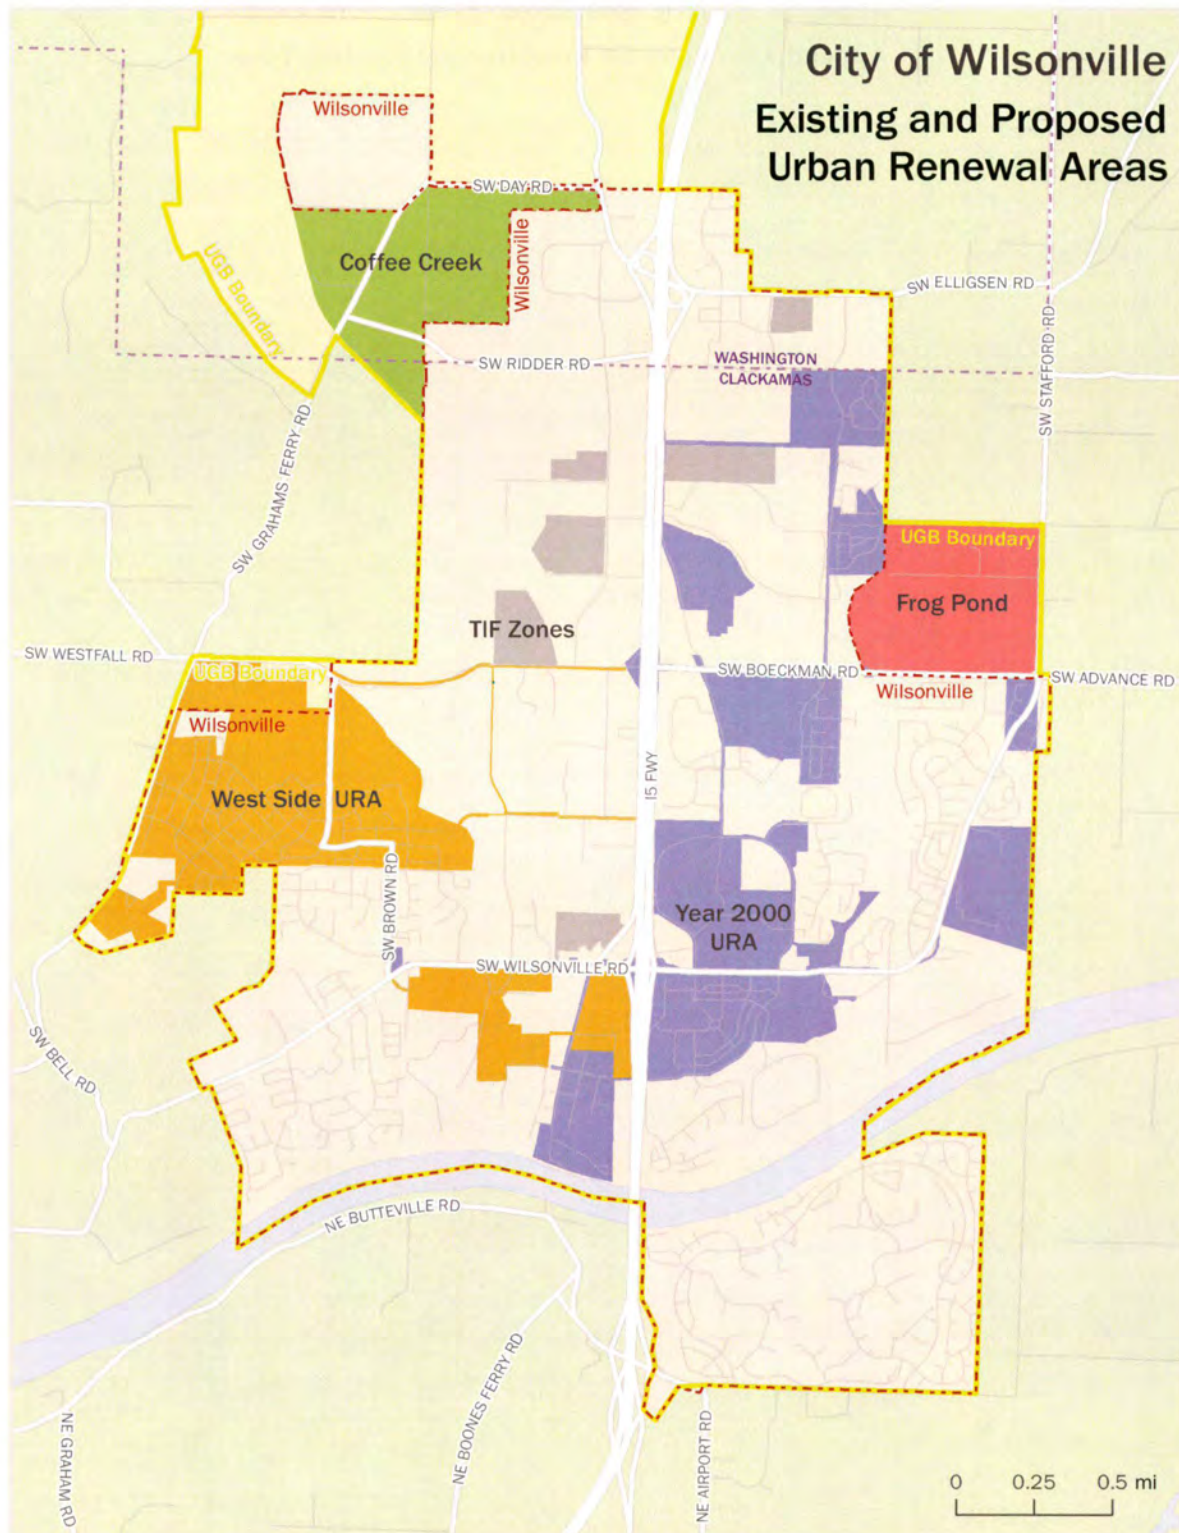 City of Wilsonville
Existing and Proposed
Urban Renewal Areas
Wilsonville
SW DAY RD
Wilsonville
Coffee Creek
UGB Boundary
SW ELLIGSEN RD
SW STAFFORD RD
SW RIDDER RD
WASHINGTON
CLACKAMAS
SW GRAHAMS FERRY RD
UGB Boundary
Frog Pond
TIF Zones
SW WESTFALL RD
UGB Boundary
SW BOECKMAN RD
SW ADVANCE RD
Wilsonville
Wilsonville
I5 FWY
West Side URA
SW BROWN RD
Year 2000
URA
SW WILSONVILLE RD
SW BELL RD
NE BUTTEVILLE RD
NE BOONES FERRY RD
NE GRAHAM RD
NE AIRPORT RD
0 0.25 0.5 mi